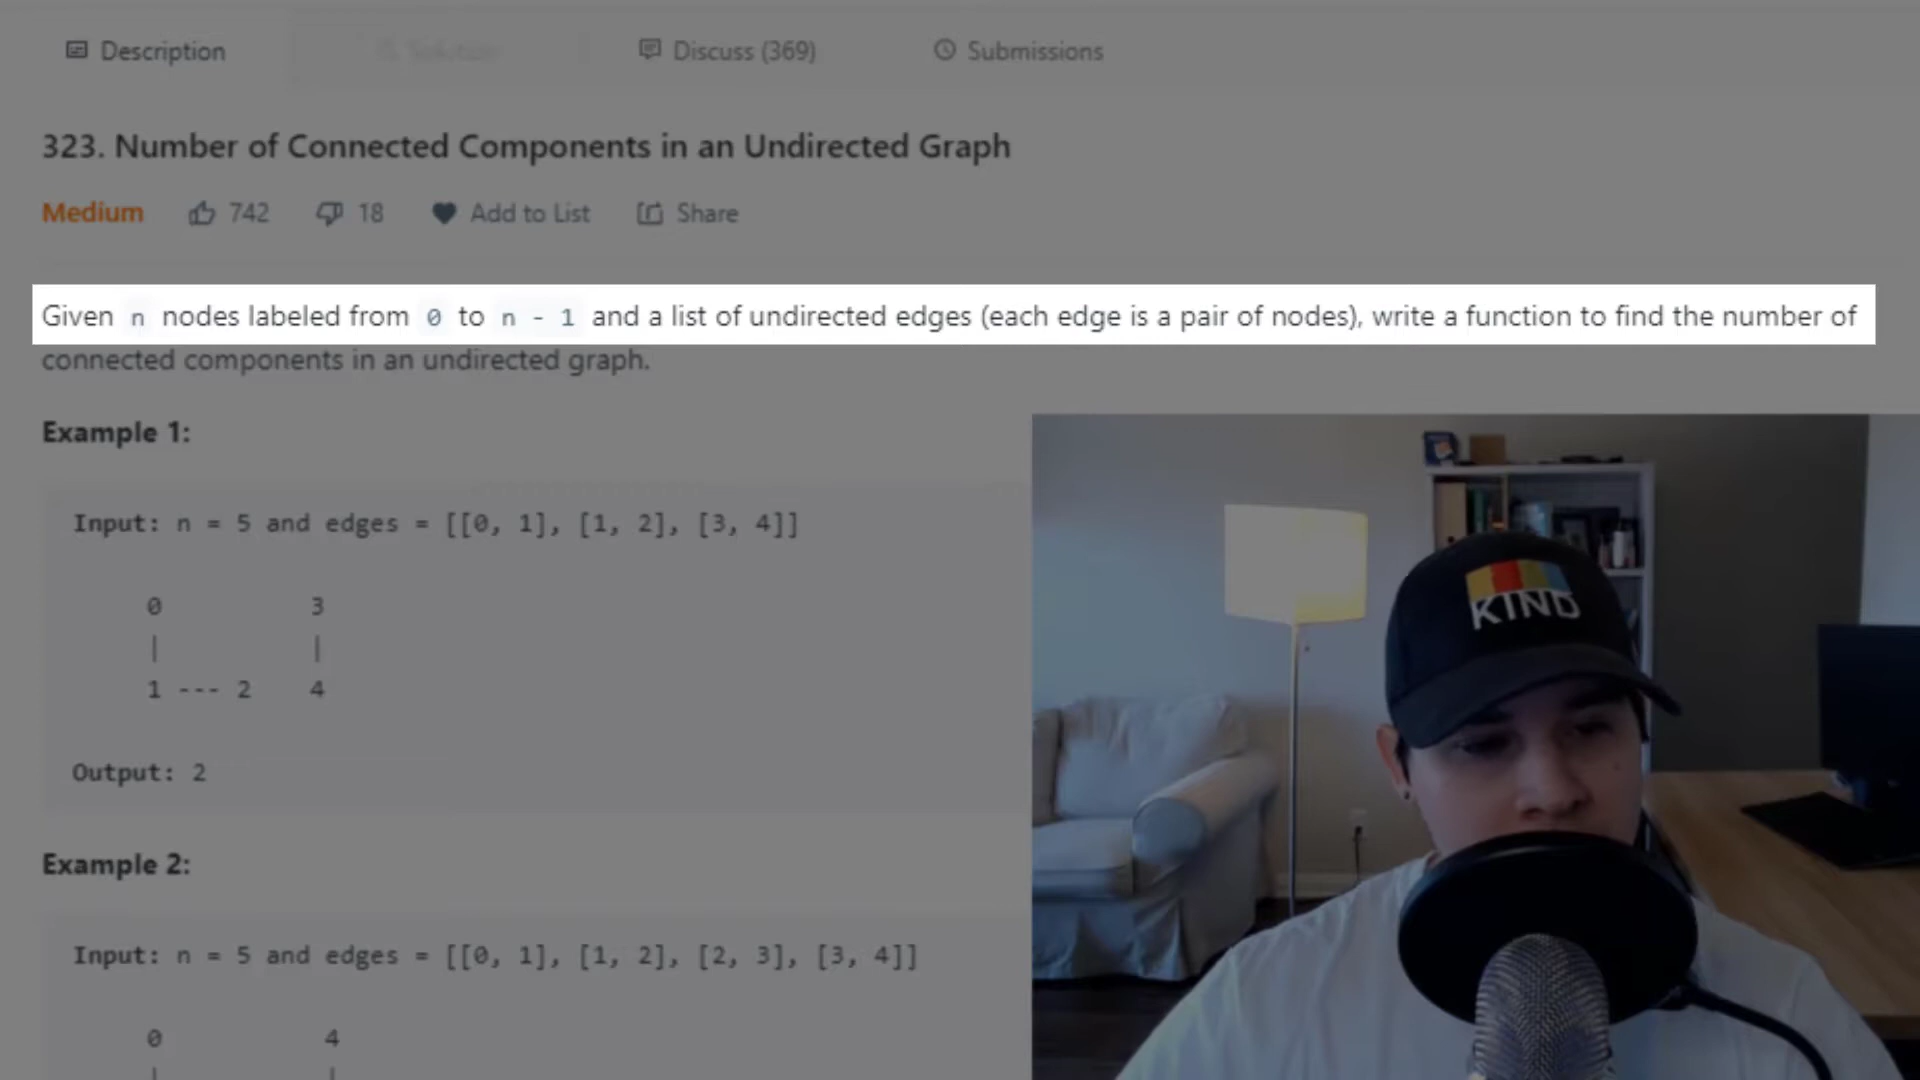 Description Solution Discuss (369) Submissions
323. Number of Connected Components in an Undirected Graph
Medium 742 18 Add to List Share
Given n nodes labeled from 0 to n - 1 and a list of undirected edges (each edge is a pair of nodes), write a function to find the number of
connected components in an undirected graph.
Example 1:
Input: n = 5 and edges = [[0, 1], [1, 2], [3, 4]]
0 3
| |
1 --- 2 4
Output: 2
Example 2:
Input: n = 5 and edges = [[0, 1], [1, 2], [2, 3], [3, 4]]
0 4
| |
KIND